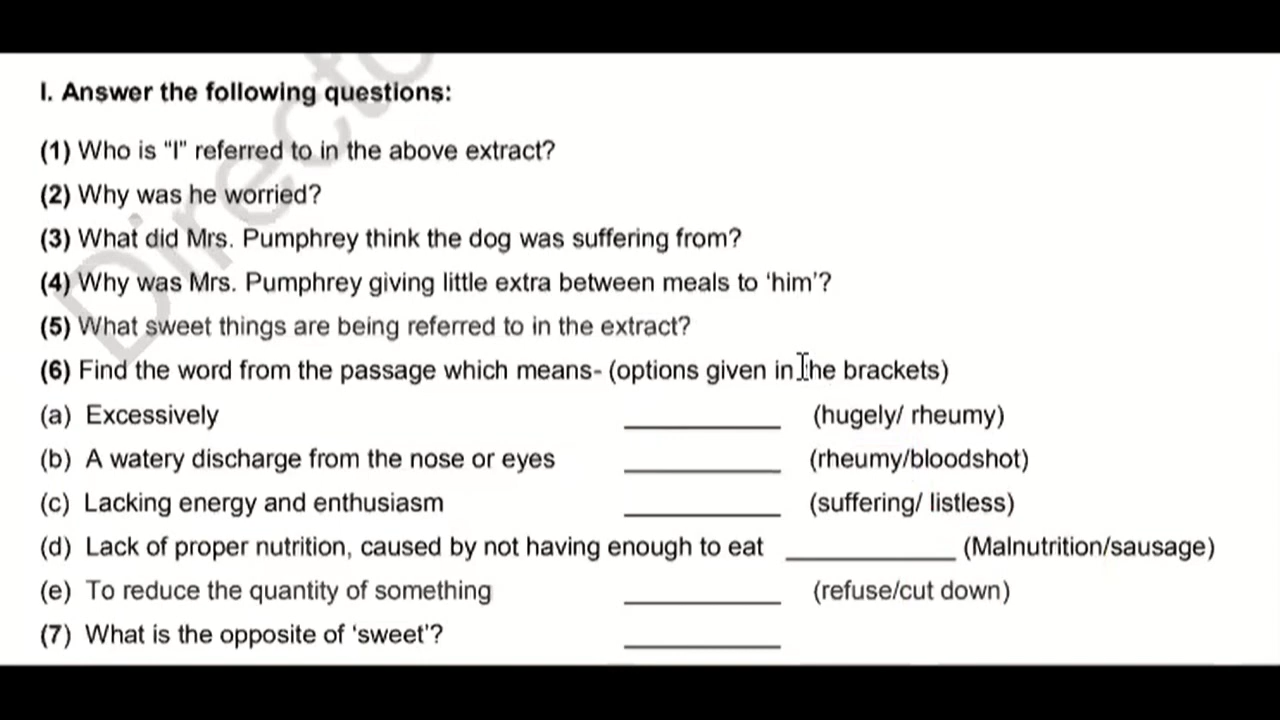 I. Answer the following questions:
(1) Who is “I” referred to in the above extract?
(2) Why was he worried?
(3) What did Mrs. Pumphrey think the dog was suffering from?
(4) Why was Mrs. Pumphrey giving little extra between meals to ‘him’?
(5) What sweet things are being referred to in the extract?
(6) Find the word from the passage which means- (options given in the brackets)
(a) Excessively ____________ (hugely/ rheumy)
(b) A watery discharge from the nose or eyes ____________ (rheumy/bloodshot)
(c) Lacking energy and enthusiasm ____________ (suffering/ listless)
(d) Lack of proper nutrition, caused by not having enough to eat ____________ (Malnutrition/sausage)
(e) To reduce the quantity of something ____________ (refuse/cut down)
(7) What is the opposite of ‘sweet’? ____________